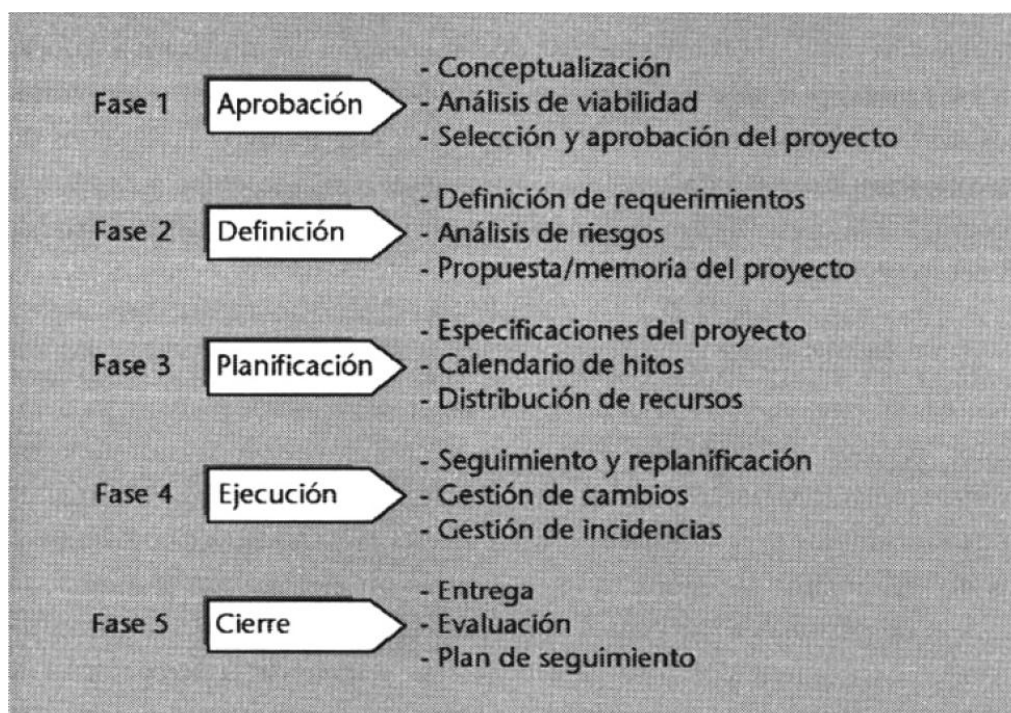 Fase 1
Aprobación
- Conceptualización
- Análisis de viabilidad
- Selección y aprobación del proyecto
Fase 2
Definición
- Definición de requerimientos
- Análisis de riesgos
- Propuesta/memoria del proyecto
Fase 3
Planificación
- Especificaciones del proyecto
- Calendario de hitos
- Distribución de recursos
Fase 4
Ejecución
- Seguimiento y replanificación
- Gestión de cambios
- Gestión de incidencias
Fase 5
Cierre
- Entrega
- Evaluación
- Plan de seguimiento